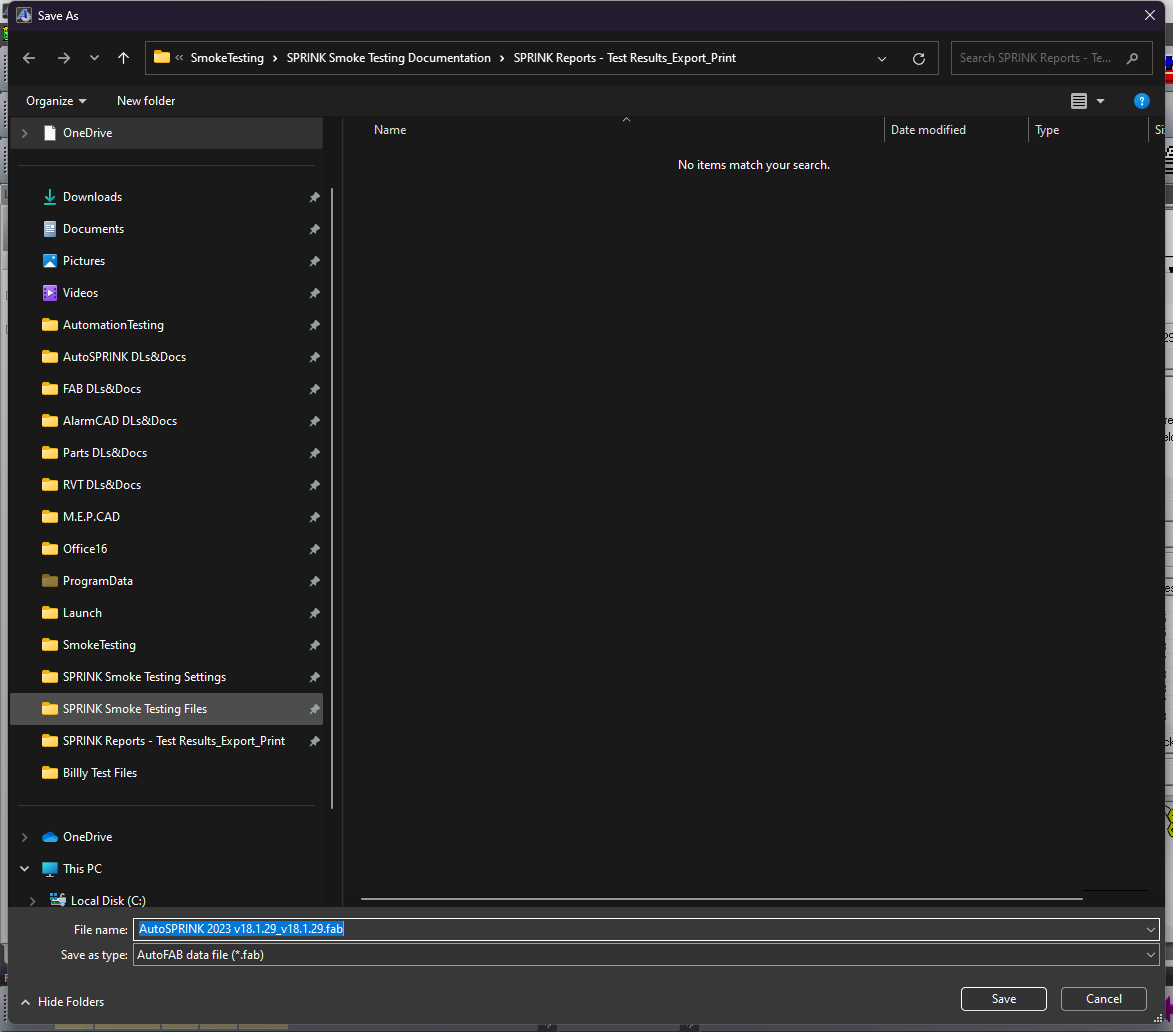 Save As
« SmokeTesting > SPRINK Smoke Testing Documentation > SPRINK Reports - Test Results_Export_Print
Search SPRINK Reports - Te...
Organize
New folder
?
OneDrive
Name
Date modified
Type
Si
No items match your search.
Downloads
Documents
Pictures
Videos
AutomationTesting
AutoSPRINK DLs&Docs
FAB DLs&Docs
AlarmCAD DLs&Docs
Parts DLs&Docs
RVT DLs&Docs
M.E.P.CAD
Office16
ProgramData
Launch
SmokeTesting
SPRINK Smoke Testing Settings
SPRINK Smoke Testing Files
SPRINK Reports - Test Results_Export_Print
Billly Test Files
OneDrive
This PC
Local Disk (C:)
File name: AutoSPRINK 2023 v18.1.29_v18.1.29.fab
Save as type: AutoFAB data file (*.fab)
Hide Folders
Save
Cancel